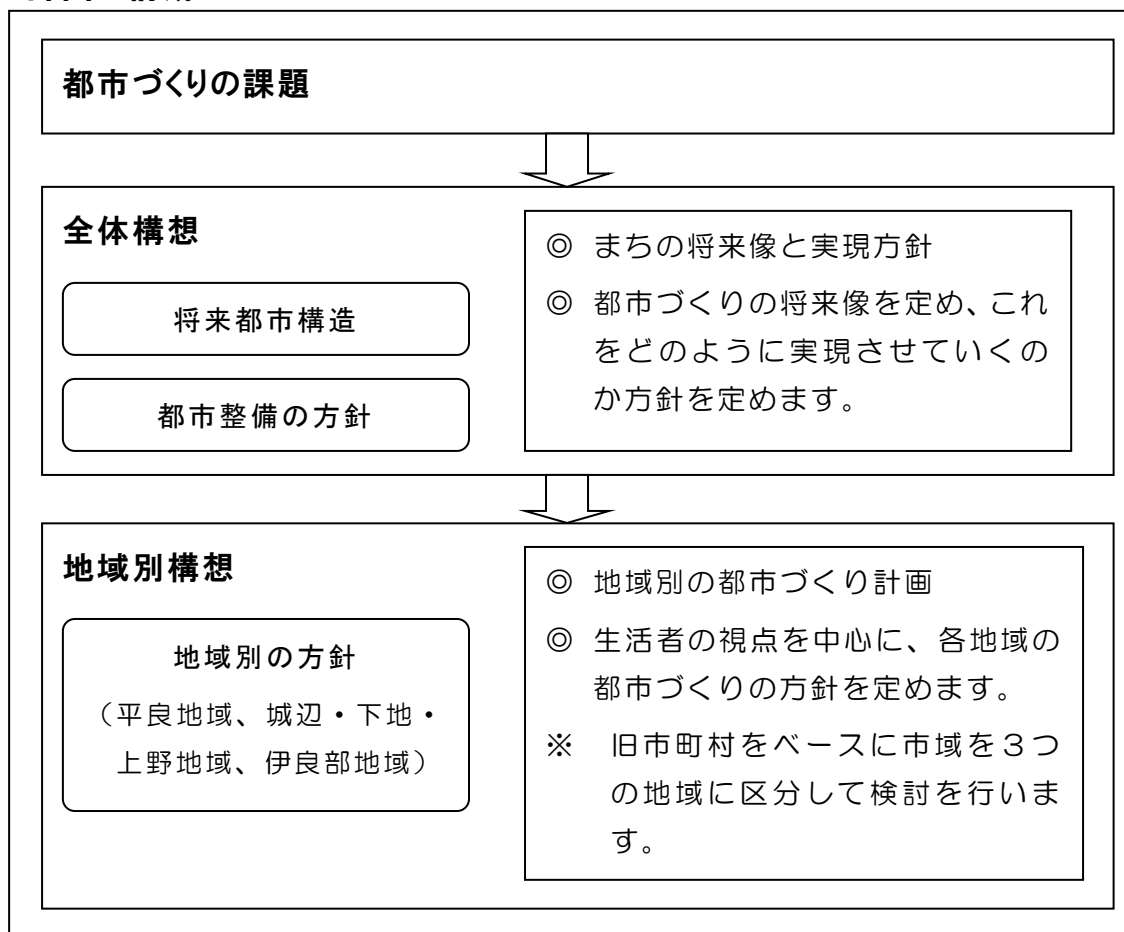 都市づくりの課題
全体構想
将来都市構造
都市整備の方針
◎ まちの将来像と実現方針
◎ 都市づくりの将来像を定め、これ
をどのように実現させていくの
か方針を定めます。
地域別構想
地域別の方針
（平良地域、城辺・下地・
上野地域、伊良部地域）
◎ 地域別の都市づくり計画
◎ 生活者の視点を中心に、各地域の
都市づくりの方針を定めます。
※ 旧市町村をベースに市域を３つ
の地域に区分して検討を行いま
す。